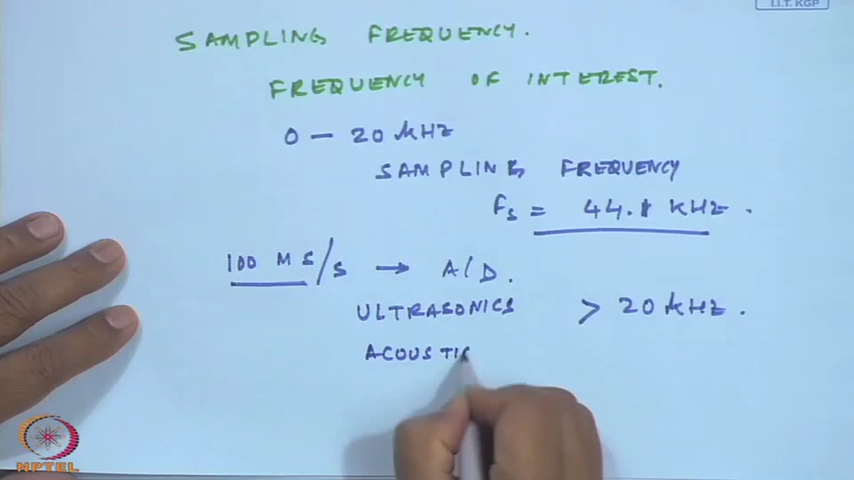 I.I.T. KGP
SAMPLING FREQUENCY.
FREQUENCY OF INTEREST.
0 — 20 kHz
SAMPLING FREQUENCY
Fs = 44.1 KHz.
100 MS/s → A/D.
ULTRASONICS > 20 kHz.
ACOUSTIC
NPTEL